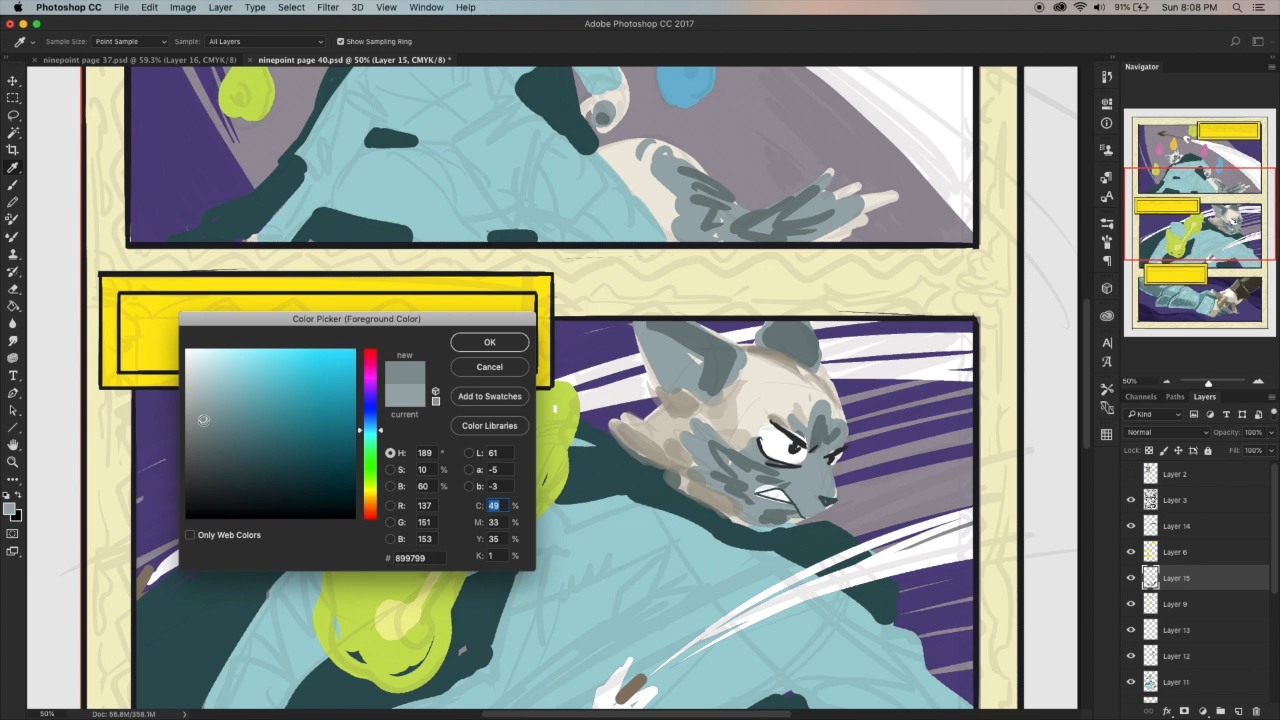 Photoshop CC File Edit Image Layer Type Select Filter 3D View Window Help 91% Sun 8:08 PM
Adobe Photoshop CC 2017
Sample Size: Point Sample Sample: All Layers Show Sampling Ring
ninepoint page 37.psd @ 59.3% (Layer 16, CMYK/8) ninepoint page 40.psd @ 50% (Layer 15, CMYK/8) *
Navigator
50%
Channels Paths Layers
Kind
Normal Opacity: 100%
Lock: Fill: 100%
Layer 2
Layer 3
Layer 14
Layer 6
Layer 15
Layer 9
Layer 13
Layer 12
Layer 11
Color Picker (Foreground Color)
new
current
OK
Cancel
Add to Swatches
Color Libraries
H: 189 ° L: 61
S: 10 % a: -5
B: 60 % b: -3
R: 137 C: 49 %
G: 151 M: 33 %
B: 153 Y: 35 %
# 899799 K: 1 %
Only Web Colors
50% Doc: 56.8M/358.1M